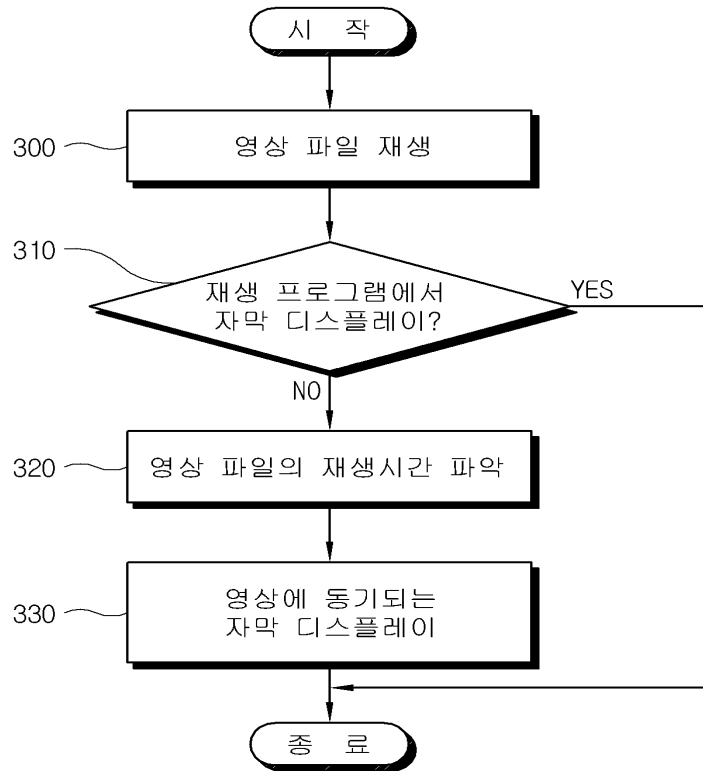 시 작
300
영상 파일 재생
310
재생 프로그램에서
자막 디스플레이?
YES
NO
320
영상 파일의 재생시간 파악
330
영상에 동기되는
자막 디스플레이
종 료